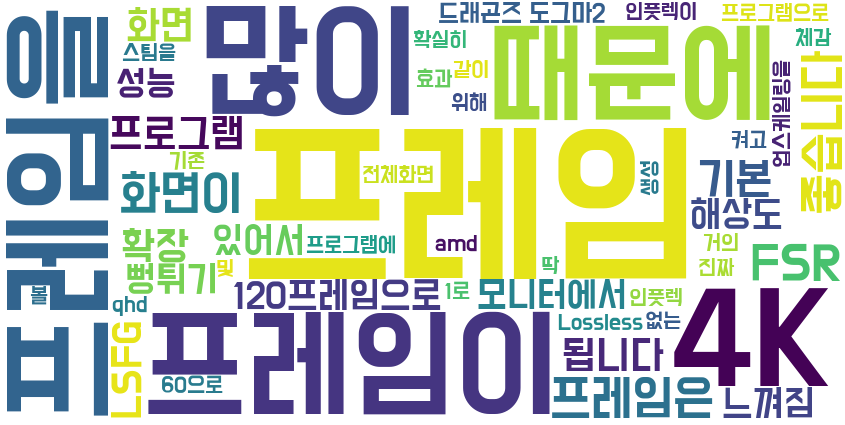 드래곤즈 도그마2
인풋렉이
프로그램으로
화면
많이
때문에
확실히
체감
스팀을
성능
효과
같이
위해
업스케일링을
좋습니다
프레임을
프로그램
프레임
켜고
기존
전체화면
생성
기본
화면이
해상도
확장
있어서
프로그램에
amd
거의
뻥튀기
및
딱
진짜
FSR
볼
qhd
120프레임으로
1로
모니터에서
인풋렉
4K
LSFG
프레임이
Lossless
없는
됩니다
60으로
프레임은
느껴짐